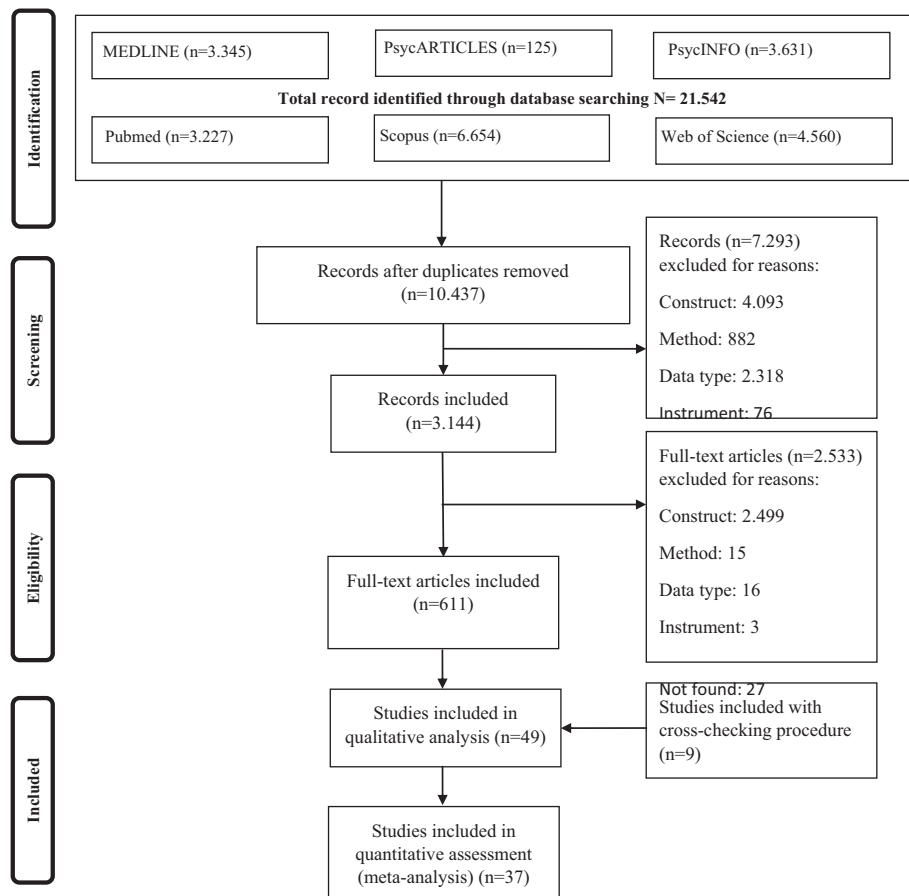 Identification
MEDLINE (n=3.345)
PsycARTICLES (n=125)
PsycINFO (n=3.631)
Total record identified through database searching N= 21.542
Pubmed (n=3.227)
Scopus (n=6.654)
Web of Science (n=4.560)
Screening
Records after duplicates removed
(n=10.437)
Records (n=7.293)
excluded for reasons:
Construct: 4.093
Method: 882
Data type: 2.318
Instrument: 76
Records included
(n=3.144)
Eligibility
Full-text articles (n=2.533)
excluded for reasons:
Construct: 2.499
Method: 15
Data type: 16
Instrument: 3
Not found: 27
Full-text articles included
(n=611)
Included
Studies included in
qualitative analysis (n=49)
Studies included with
cross-checking procedure
(n=9)
Studies included in
quantitative assessment
(meta-analysis) (n=37)